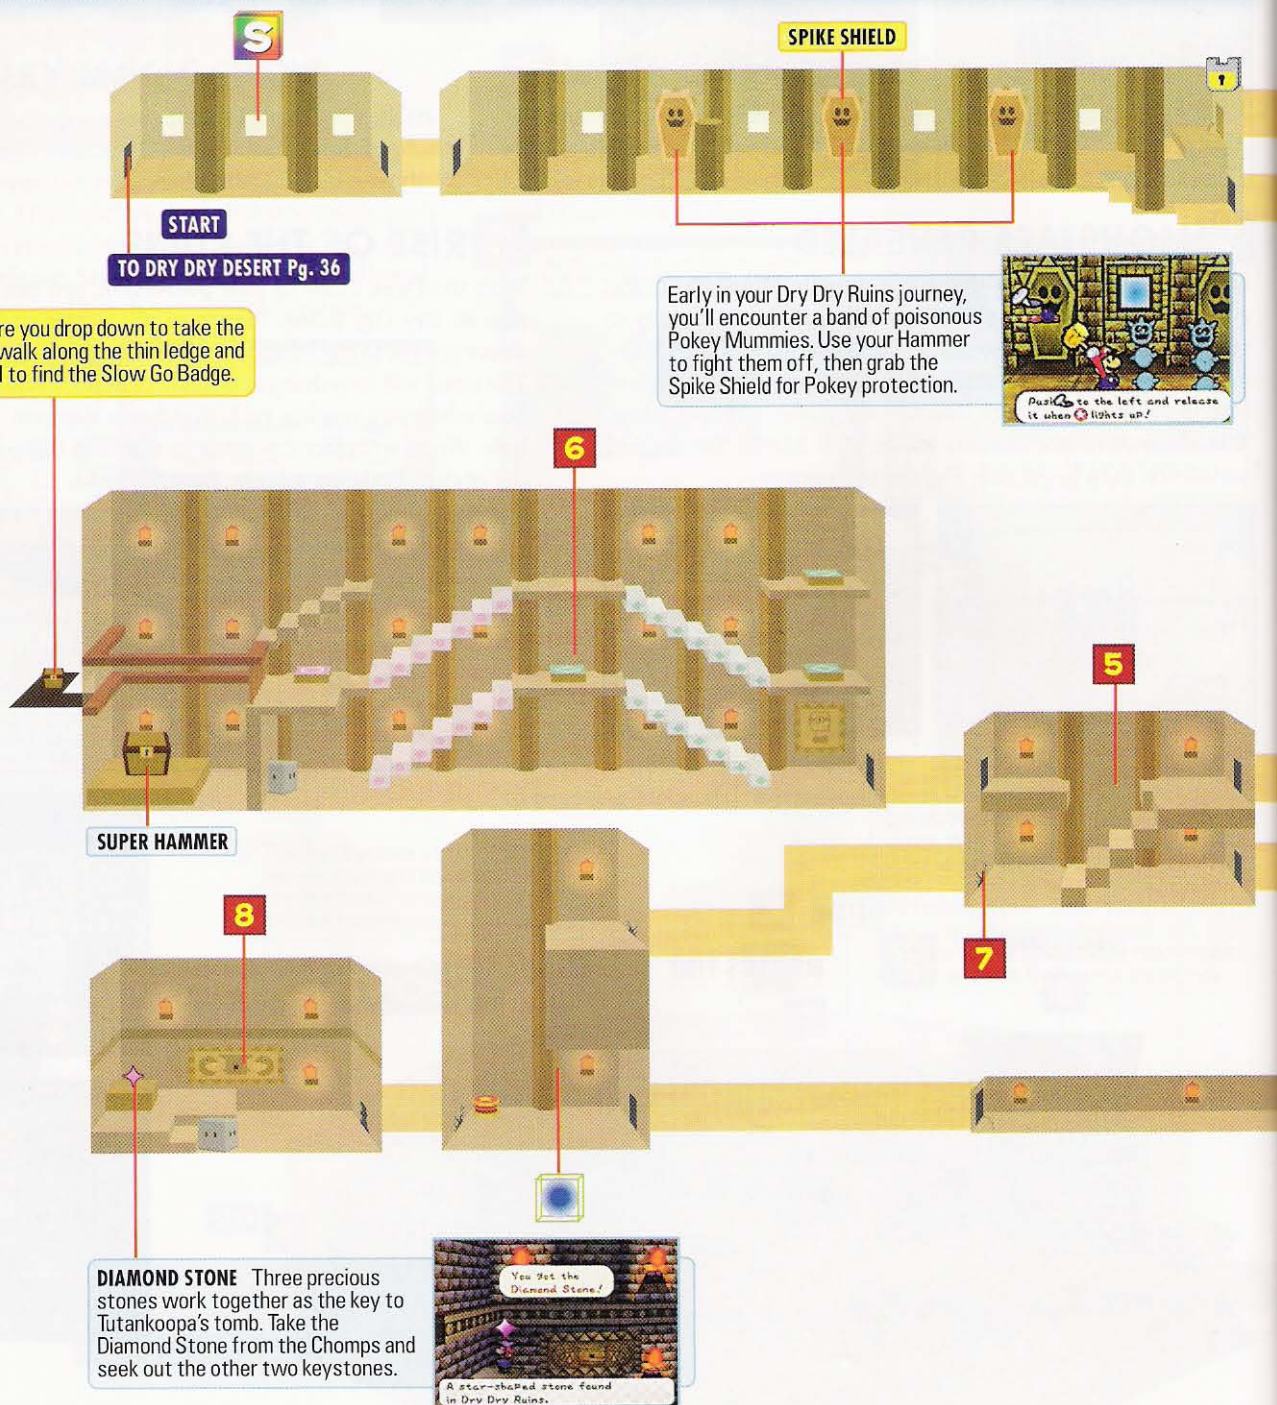 S
SPIKE SHIELD
START
TO DRY DRY DESERT Pg. 36
Early in your Dry Dry Ruins journey,
you'll encounter a band of poisonous
Pokey Mummies. Use your Hammer
to fight them off, then grab the
Spike Shield for Pokey protection.
Push to the left and release
it when lights up!
re you drop down to take the
walk along the thin ledge and
to find the Slow Go Badge.
6
5
SUPER HAMMER
8
7
DIAMOND STONE Three precious
stones work together as the key to
Tutankoopa's tomb. Take the
Diamond Stone from the Chomps and
seek out the other two keystones.
You got the
Diamond Stone!
A star-shaped stone found
in Dry Dry Ruins.